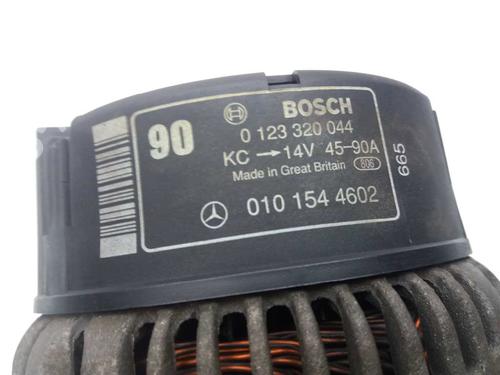 90
BOSCH
0 123 320 044
KC → 14V 45-90A
Made in Great Britain 806
010 154 4602
665